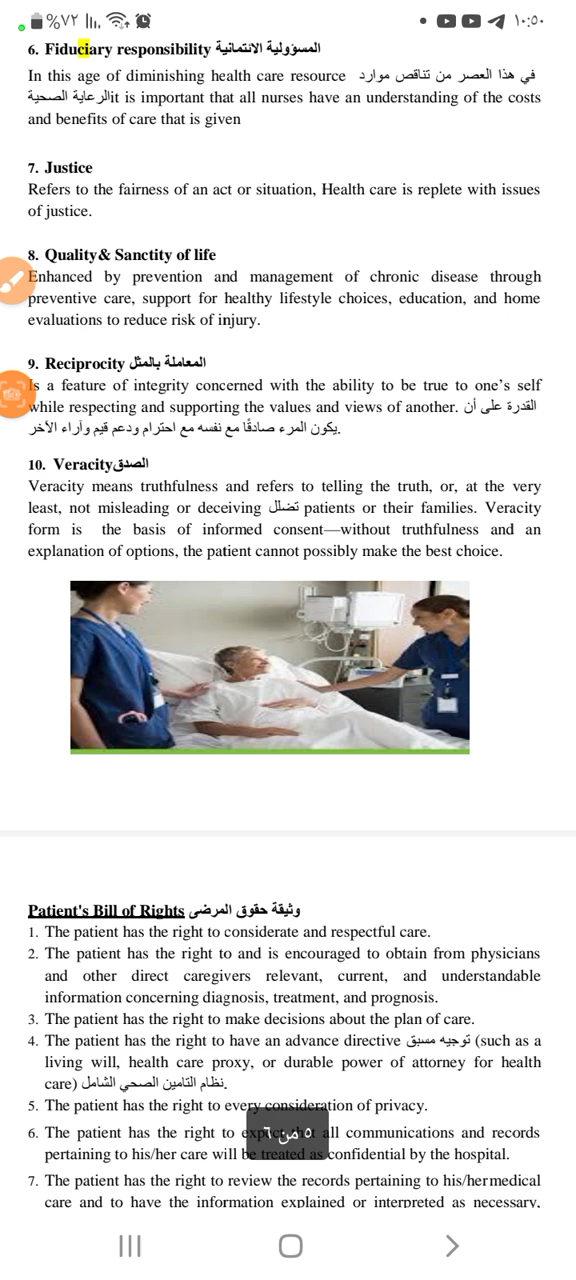 %٧٢ ١:٥٠
6. Fiduciary responsibility المسؤولية الائتمانية
In this age of diminishing health care resource في هذا العصر من تناقص موارد
الرعاية الصحيةit is important that all nurses have an understanding of the costs
and benefits of care that is given
7. Justice
Refers to the fairness of an act or situation, Health care is replete with issues
of justice.
8. Quality& Sanctity of life
Enhanced by prevention and management of chronic disease through
preventive care, support for healthy lifestyle choices, education, and home
evaluations to reduce risk of injury.
9. Reciprocity المعاملة بالمثل
Is a feature of integrity concerned with the ability to be true to one’s self
while respecting and supporting the values and views of another. القدرة على أن
يكون المرء صادقًا مع نفسه مع احترام ودعم قيم وآراء الآخر.
10. Veracityالصدق
Veracity means truthfulness and refers to telling the truth, or, at the very
least, not misleading or deceiving تضلل patients or their families. Veracity
form is the basis of informed consent—without truthfulness and an
explanation of options, the patient cannot possibly make the best choice.
Patient's Bill of Rights وثيقة حقوق المرضى
1. The patient has the right to considerate and respectful care.
2. The patient has the right to and is encouraged to obtain from physicians
and other direct caregivers relevant, current, and understandable
information concerning diagnosis, treatment, and prognosis.
3. The patient has the right to make decisions about the plan of care.
4. The patient has the right to have an advance directive توجيه مسبق (such as a
living will, health care proxy, or durable power of attorney for health
care) نظام التامين الصحي الشامل.
5. The patient has the right to every consideration of privacy.
6. The patient has the right to expect that all communications and records
٥ من ٦
pertaining to his/her care will be treated as confidential by the hospital.
7. The patient has the right to review the records pertaining to his/hermedical
care and to have the information explained or interpreted as necessary,